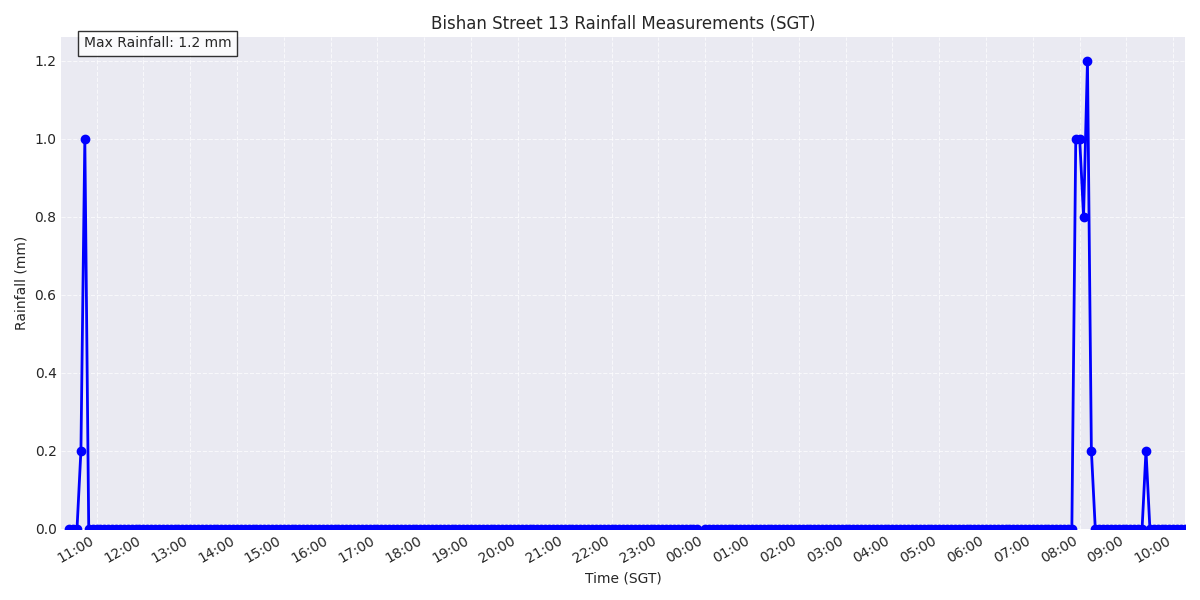 Bishan Street 13 Rainfall Measurements (SGT)
Max Rainfall: 1.2 mm
1.2
1.0
0.8
0.6
0.4
0.2
0.0
Rainfall (mm)
11:00 12:00 13:00 14:00 15:00 16:00 17:00 18:00 19:00 20:00 21:00 22:00 23:00 00:00 01:00 02:00 03:00 04:00 05:00 06:00 07:00 08:00 09:00 10:00
Time (SGT)